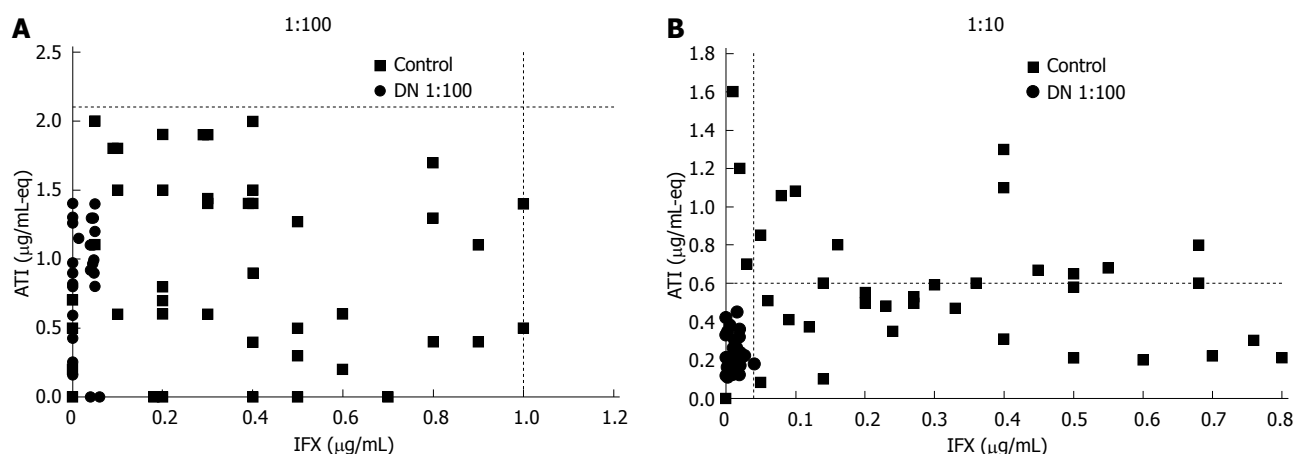 A
1:100
2.5
2.0
1.5
1.0
0.5
0.0
ATI (μg/mL-eq)
■ Control
● DN 1:100
0 0.2 0.4 0.6 0.8 1.0 1.2
IFX (μg/mL)
B
1:10
1.8
1.6
1.4
1.2
1.0
0.8
0.6
0.4
0.2
0.0
ATI (μg/mL-eq)
■ Control
● DN 1:100
0 0.1 0.2 0.3 0.4 0.5 0.6 0.7 0.8
IFX (μg/mL)